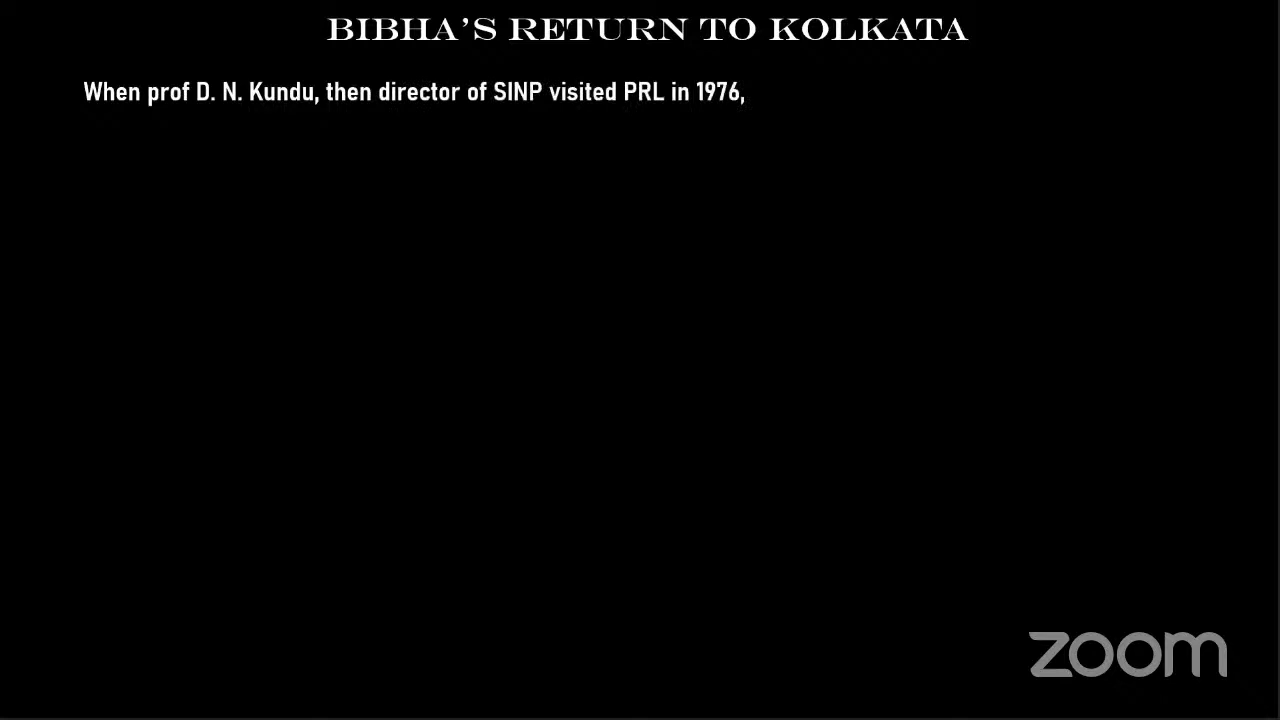 BIBHA'S RETURN TO KOLKATA
When prof D. N. Kundu, then director of SINP visited PRL in 1976,
zoom